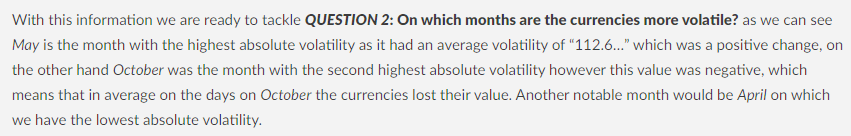 With this information we are ready to tackle QUESTION 2: On which months are the currencies more volatile? as we can see
May is the month with the highest absolute volatility as it had an average volatility of “112.6...” which was a positive change, on
the other hand October was the month with the second highest absolute volatility however this value was negative, which
means that in average on the days on October the currencies lost their value. Another notable month would be April on which
we have the lowest absolute volatility.